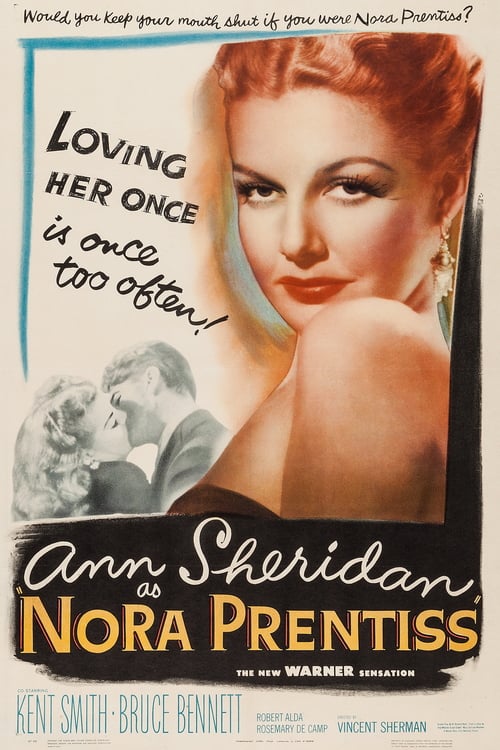 Would you keep your mouth shut if you were Nora Prentiss?
LOVING
HER ONCE
is once
too often!
Ann Sheridan
as
"NORA PRENTISS"
THE NEW WARNER SENSATION
CO-STARRING
KENT SMITH · BRUCE BENNETT
ROBERT ALDA
ROSEMARY DE CAMP
DIRECTED BY
VINCENT SHERMAN